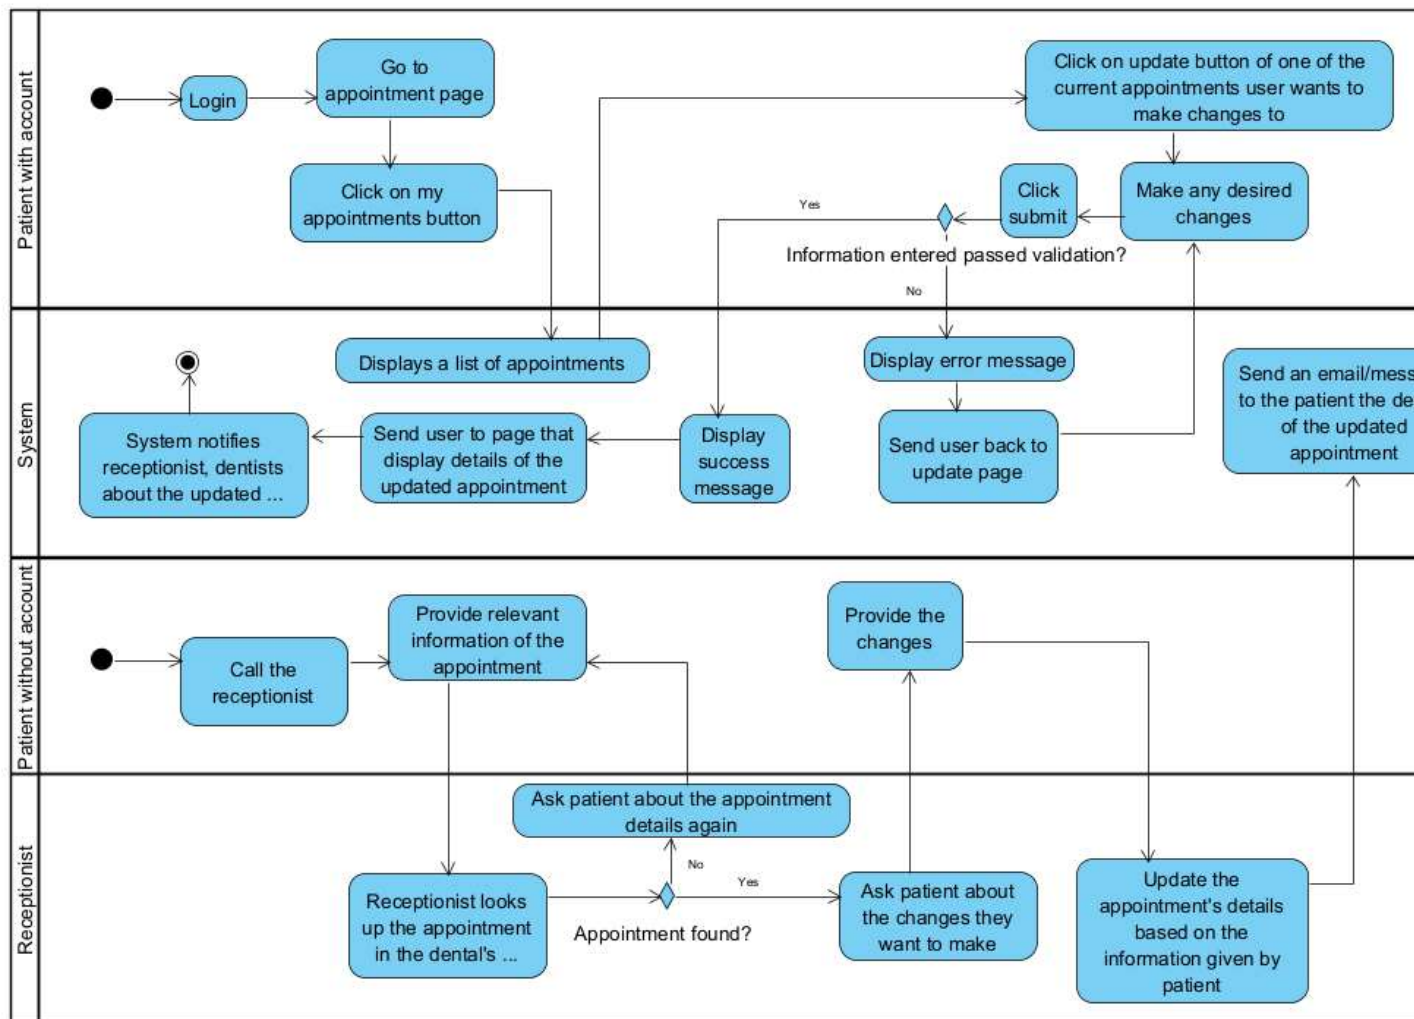 Patient with account
Login
Go to
appointment page
Click on my
appointments button
Click on update button of one of the
current appointments user wants to
make changes to
Make any desired
changes
Click
submit
Yes
Information entered passed validation?
No
System
Displays a list of appointments
Display error message
Send user back to
update page
Display
success
message
Send user to page that
display details of the
updated appointment
System notifies
receptionist, dentists
about the updated ...
Send an email/mess
to the patient the de
of the updated
appointment
Patient without account
Call the
receptionist
Provide relevant
information of the
appointment
Provide the
changes
Receptionist
Ask patient about the appointment
details again
No
Yes
Receptionist looks
up the appointment
in the dental's ...
Appointment found?
Ask patient about
the changes they
want to make
Update the
appointment's details
based on the
information given by
patient